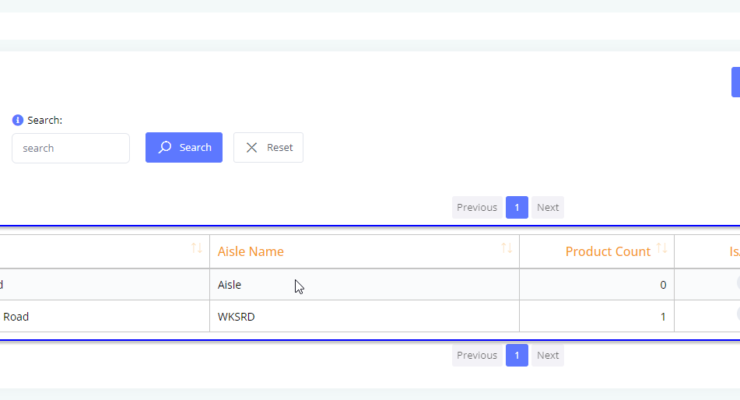 Search:
search Search Reset
Previous 1 Next
Aisle Name Product Count
Aisle 0
Road WKSRD 1
Previous 1 Next